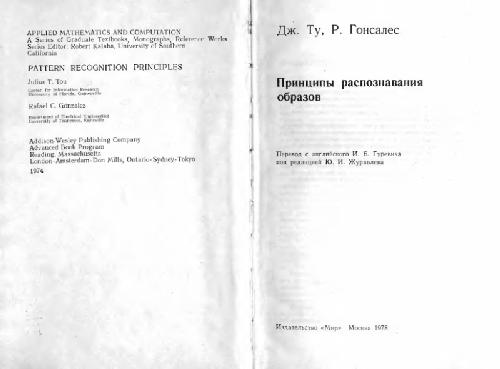 APPLIED MATHEMATICS AND COMPUTATION
A Series of Graduate Textbooks, Monographs, Reference Works
Series Editor: Robert Kalaba, University of Southern
California
PATTERN RECOGNITION PRINCIPLES
Julius T. Tou
Center for Information Research
University of Florida, Gainesville
Rafael C. Gonzalez
Department of Electrical Engineering
University of Tennessee, Knoxville
Addison-Wesley Publishing Company
Advanced Book Program
Reading, Massachusetts
London-Amsterdam-Don Mills, Ontario-Sydney-Tokyo
1974
Дж. Ту, Р. Гонсалес
Принципы распознавания
образов
Перевод с английского И. Б. Гуревича
под редакцией Ю. И. Журавлева
Издательство «Мир» Москва 1978